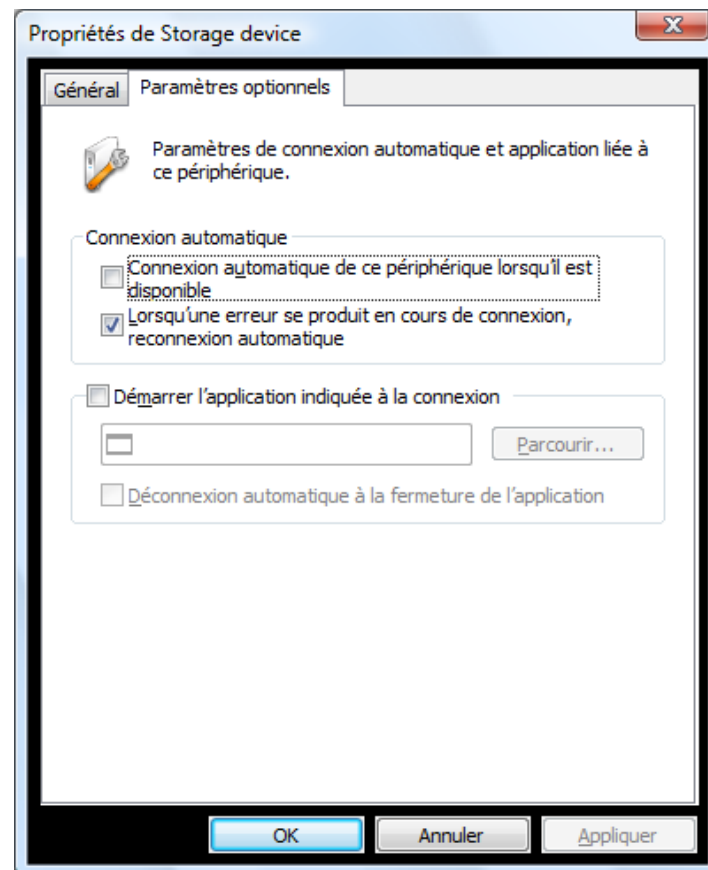 Propriétés de Storage device
Général
Paramètres optionnels
Paramètres de connexion automatique et application liée à
ce périphérique.
Connexion automatique
Connexion automatique de ce périphérique lorsqu'il est
disponible
Lorsqu'une erreur se produit en cours de connexion,
reconnexion automatique
Démarrer l'application indiquée à la connexion
Parcourir...
Déconnexion automatique à la fermeture de l'application
OK
Annuler
Appliquer